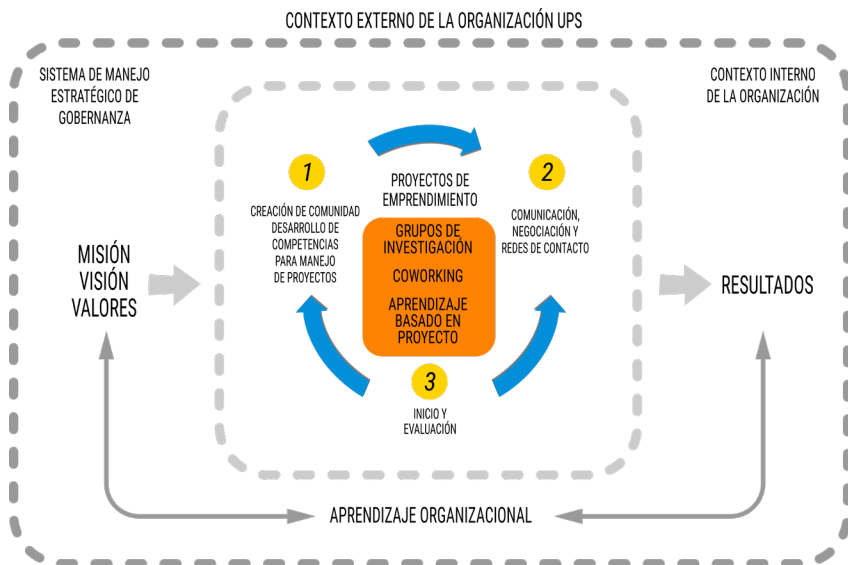 CONTEXTO EXTERNO DE LA ORGANIZACIÓN UPS
SISTEMA DE MANEJO
ESTRATÉGICO DE
GOBERNANZA
CONTEXTO INTERNO
DE LA ORGANIZACIÓN
1
CREACIÓN DE COMUNIDAD
DESARROLLO DE
COMPETENCIAS
PARA MANEJO
DE PROYECTOS
PROYECTOS DE
EMPRENDIMIENTO
GRUPOS DE
INVESTIGACIÓN
COWORKING
APRENDIZAJE
BASADO EN
PROYECTO
2
COMUNICACIÓN,
NEGOCIACIÓN Y
REDES DE CONTACTO
MISIÓN
VISIÓN
VALORES
RESULTADOS
3
INICIO Y
EVALUACIÓN
APRENDIZAJE ORGANIZACIONAL